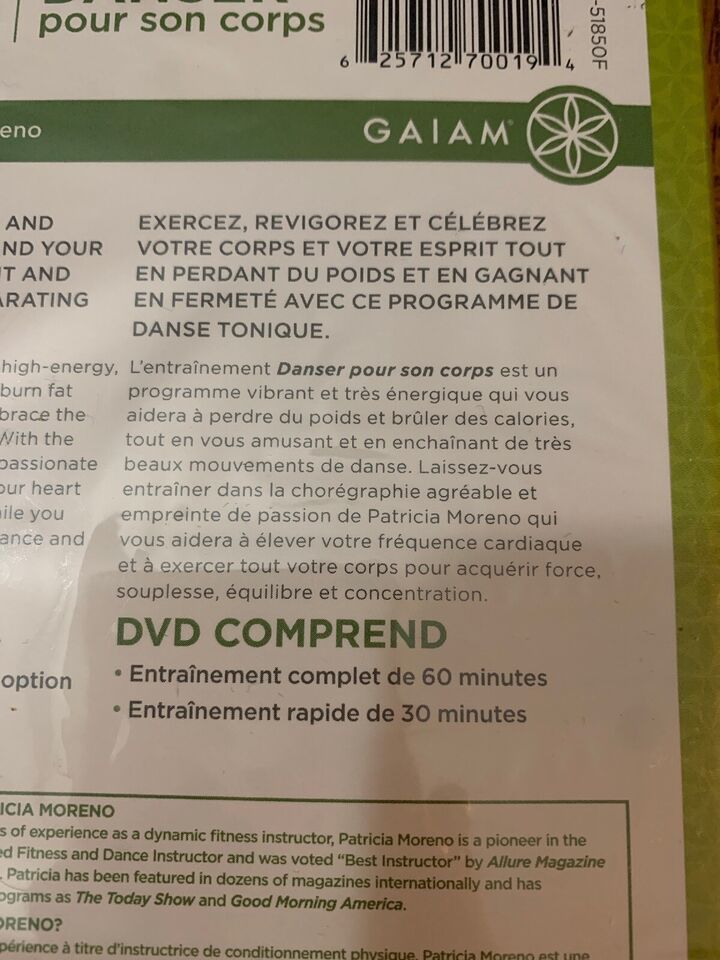 pour son corps
6 25712 70019 4
-51850F
eno
GAIAM
AND
ND YOUR
T AND
ARATING
EXERCEZ, REVIGOREZ ET CÉLÉBREZ
VOTRE CORPS ET VOTRE ESPRIT TOUT
EN PERDANT DU POIDS ET EN GAGNANT
EN FERMETÉ AVEC CE PROGRAMME DE
DANSE TONIQUE.
high-energy,
burn fat
brace the
With the
passionate
our heart
ile you
ance and
L'entraînement Danser pour son corps est un
programme vibrant et très énergique qui vous
aidera à perdre du poids et brûler des calories,
tout en vous amusant et en enchaînant de très
beaux mouvements de danse. Laissez-vous
entraîner dans la chorégraphie agréable et
empreinte de passion de Patricia Moreno qui
vous aidera à élever votre fréquence cardiaque
et à exercer tout votre corps pour acquérir force,
souplesse, équilibre et concentration.
option
DVD COMPREND
• Entraînement complet de 60 minutes
• Entraînement rapide de 30 minutes
ICIA MORENO
s of experience as a dynamic fitness instructor, Patricia Moreno is a pioneer in the
ed Fitness and Dance Instructor and was voted “Best Instructor” by Allure Magazine
. Patricia has been featured in dozens of magazines internationally and has
ograms as The Today Show and Good Morning America.
ORENO?
périence à titre d'instructrice de conditionnement physique, Patricia Moreno est une